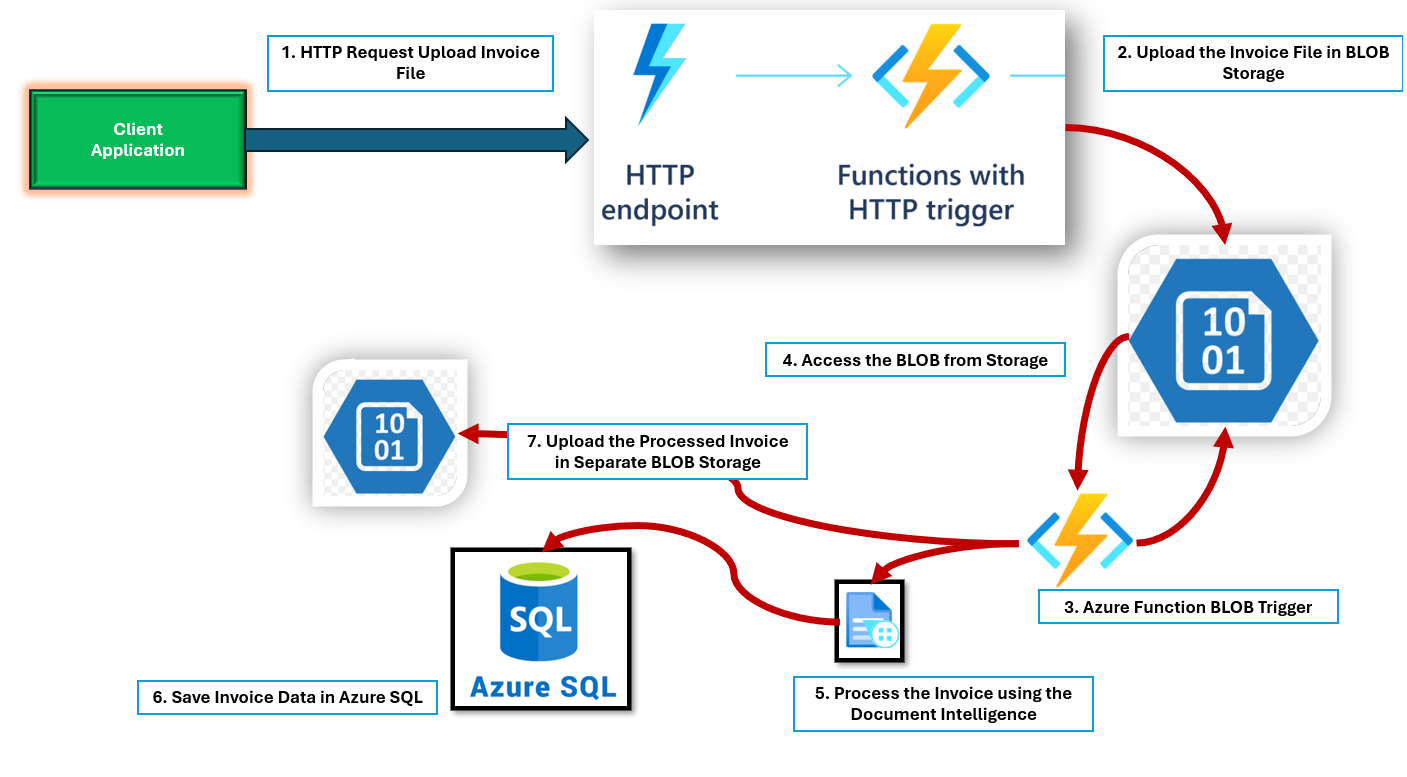 1. HTTP Request Upload Invoice
File
2. Upload the Invoice File in BLOB
Storage
Client
Application
HTTP
endpoint
Functions with
HTTP trigger
10
01
4. Access the BLOB from Storage
10
01
7. Upload the Processed Invoice
in Separate BLOB Storage
3. Azure Function BLOB Trigger
SQL
Azure SQL
6. Save Invoice Data in Azure SQL
5. Process the Invoice using the
Document Intelligence